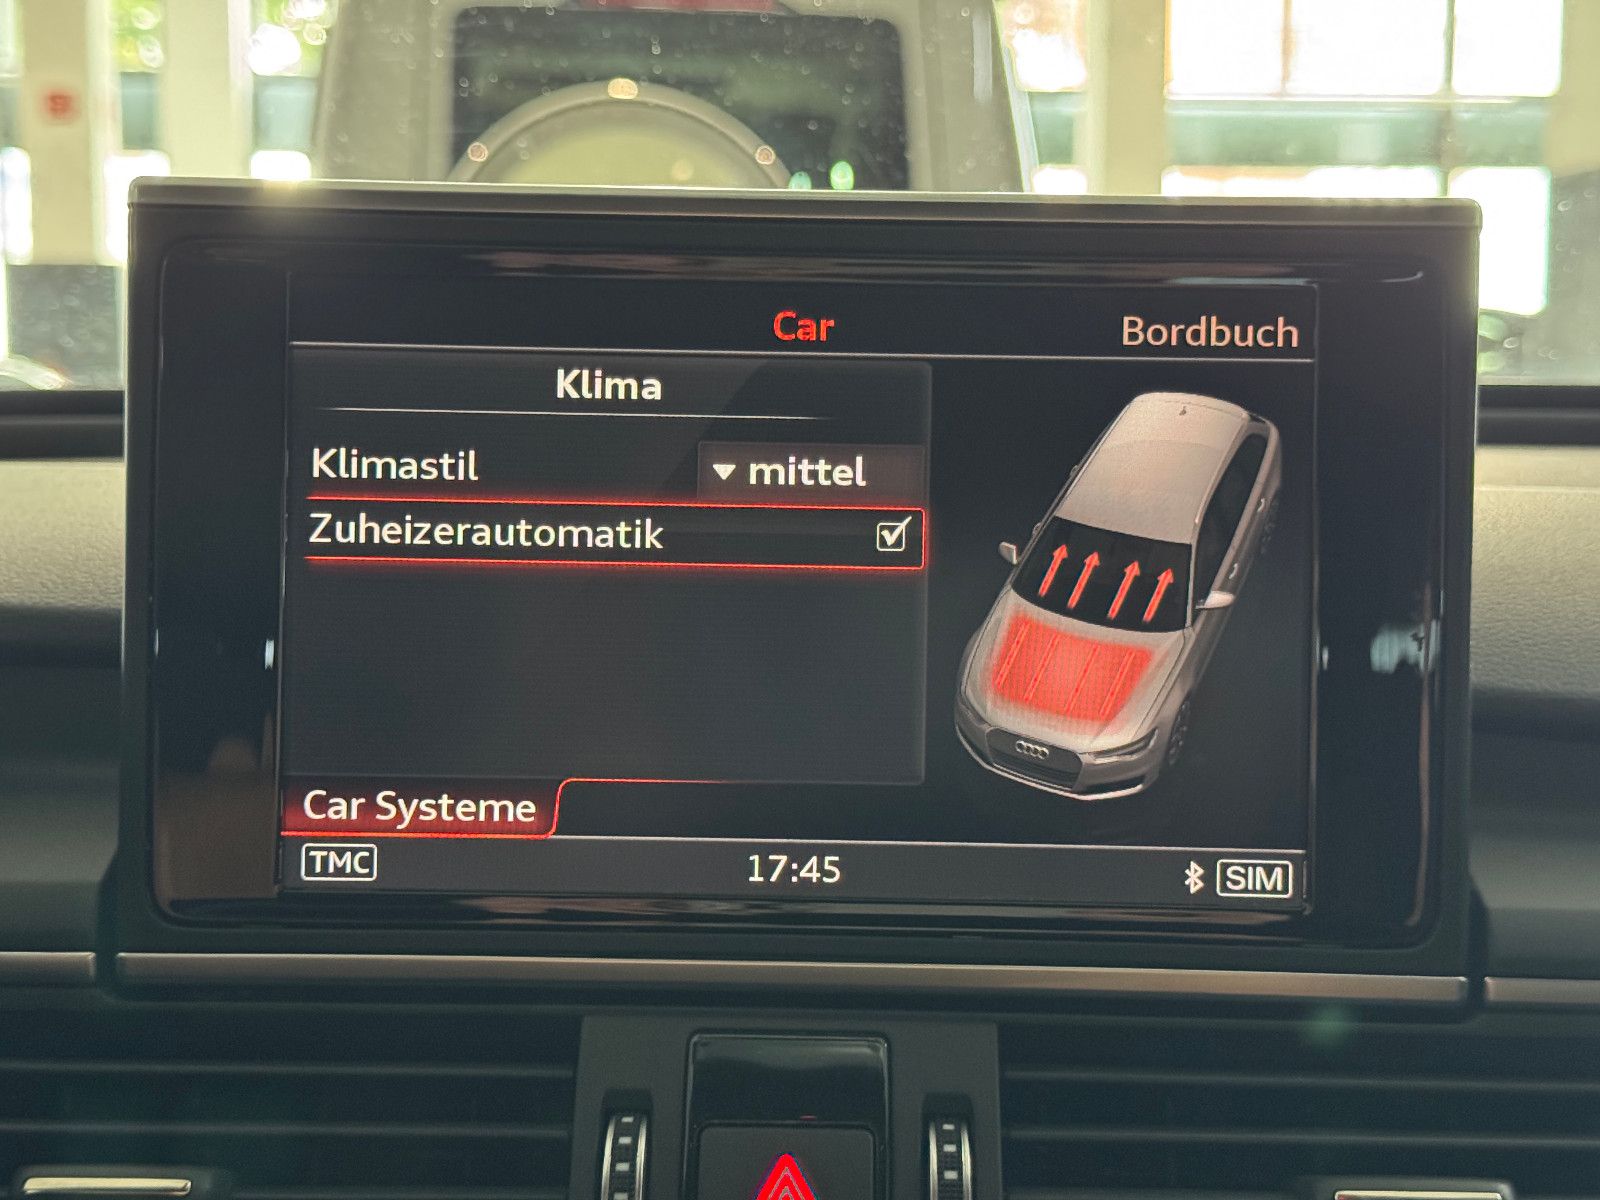 Car
Bordbuch
Klima
Klimastil
mittel
Zuheizerautomatik
Car Systeme
TMC
17:45
SIM